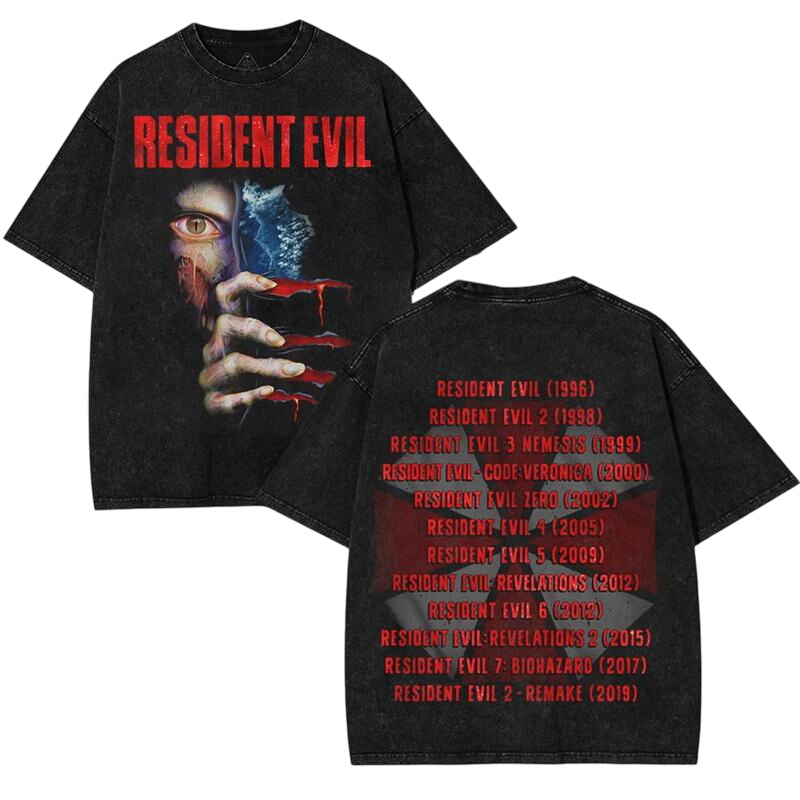 RESIDENT EVIL
RESIDENT EVIL (1996)
RESIDENT EVIL 2 (1998)
RESIDENT EVIL 3 NEMESIS (1999)
RESIDENT EVIL - CODE:VERONICA (2000)
RESIDENT EVIL ZERO (2002)
RESIDENT EVIL 4 (2005)
RESIDENT EVIL 5 (2009)
RESIDENT EVIL: REVELATIONS (2012)
RESIDENT EVIL 6 (2012)
RESIDENT EVIL: REVELATIONS 2 (2015)
RESIDENT EVIL 7: BIOHAZARD (2017)
RESIDENT EVIL 2 - REMAKE (2019)